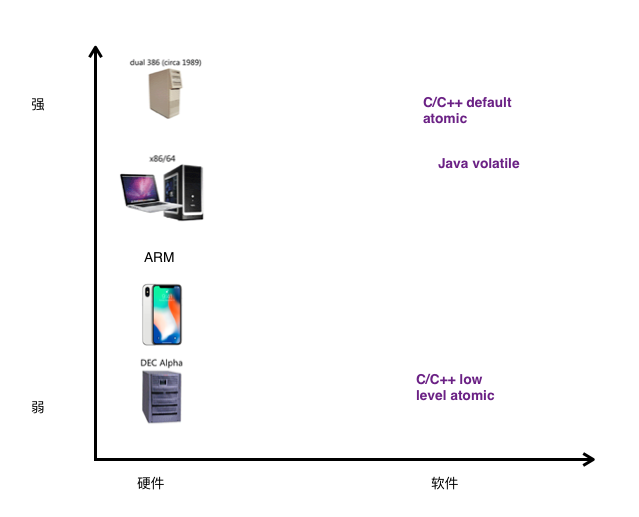 dual 386 (circa 1989)
强
C/C++ default
atomic
x86/64
Java volatile
ARM
DEC Alpha
C/C++ low
level atomic
弱
硬件
软件